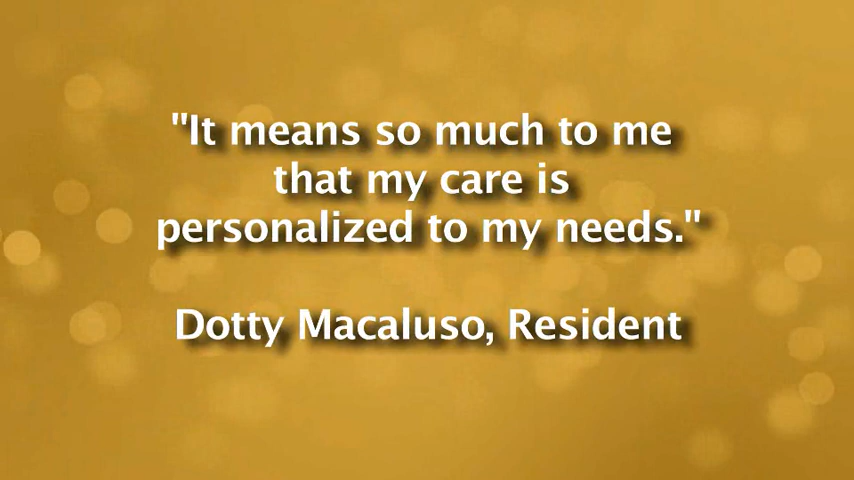 "It means so much to me
that my care is
personalized to my needs."
Dotty Macaluso, Resident